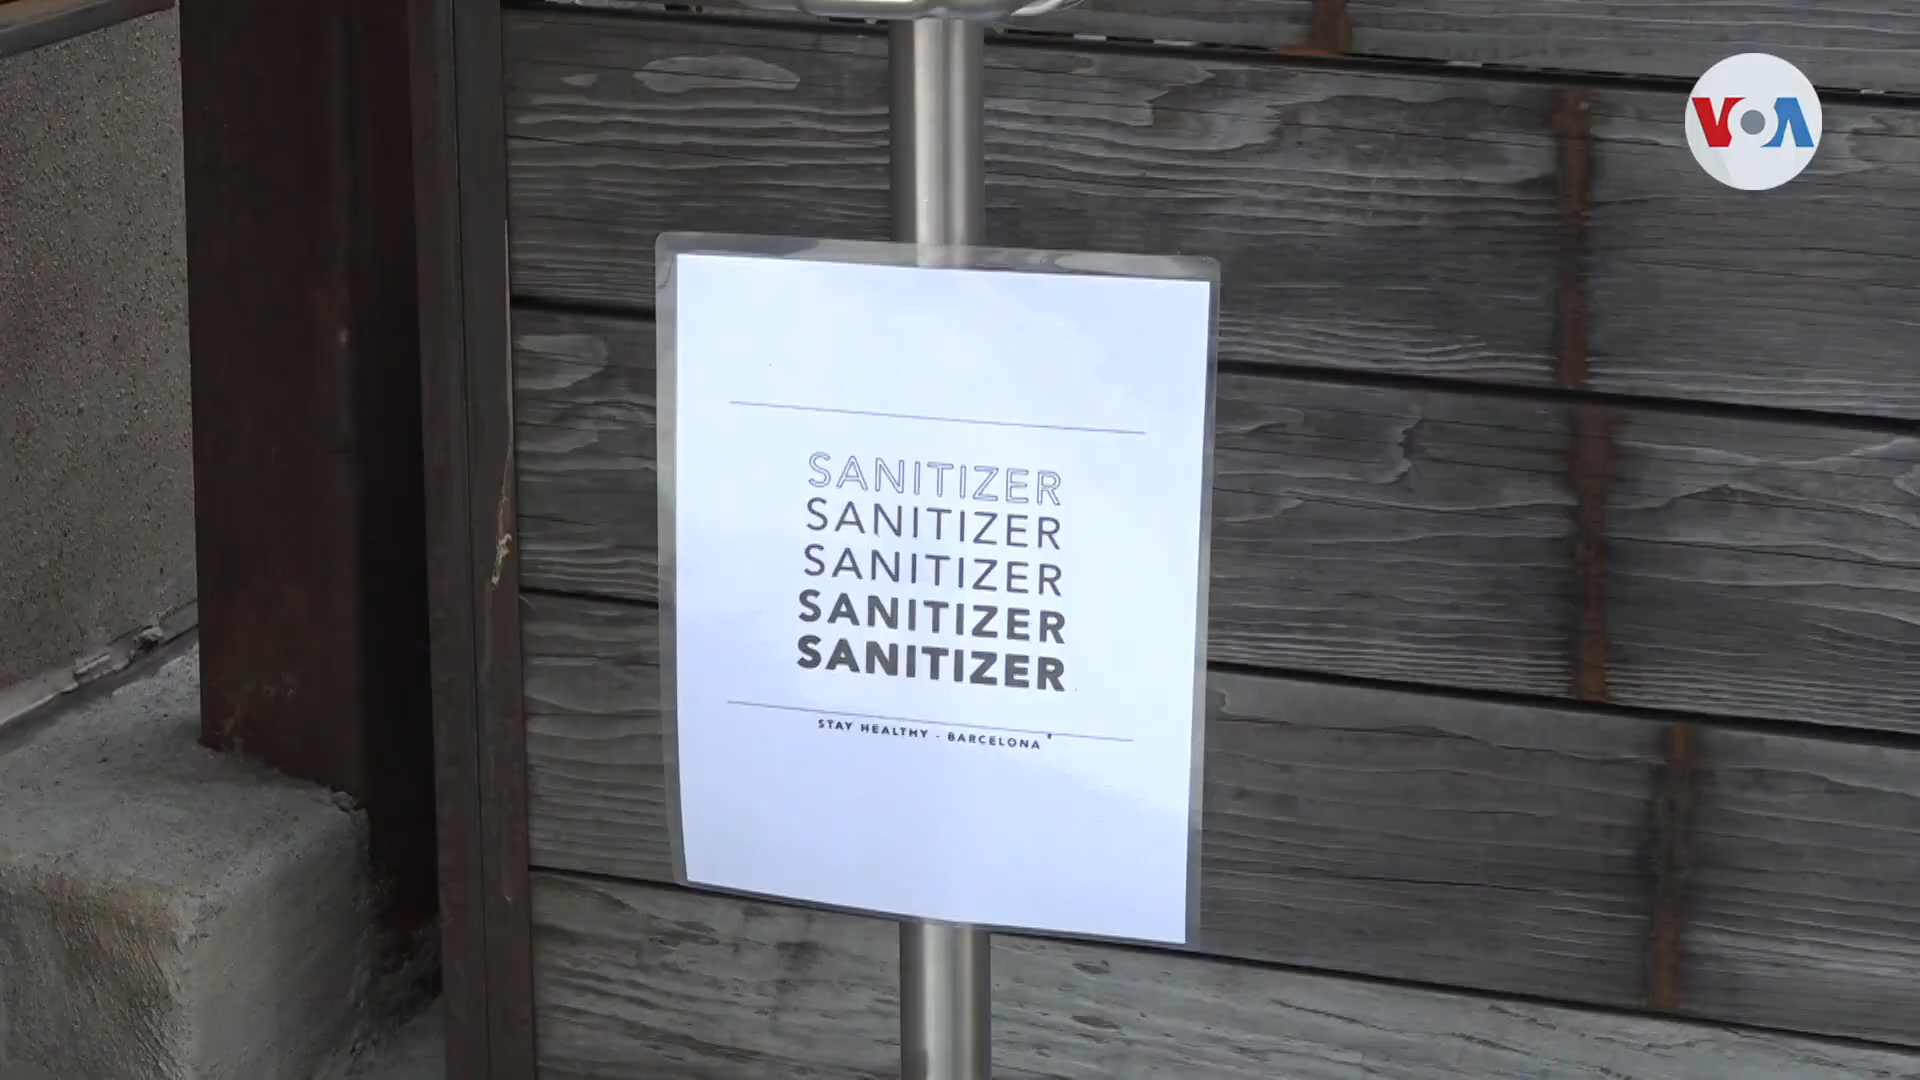 VOA
SANITIZER
SANITIZER
SANITIZER
SANITIZER
SANITIZER
STAY HEALTHY - BARCELONA